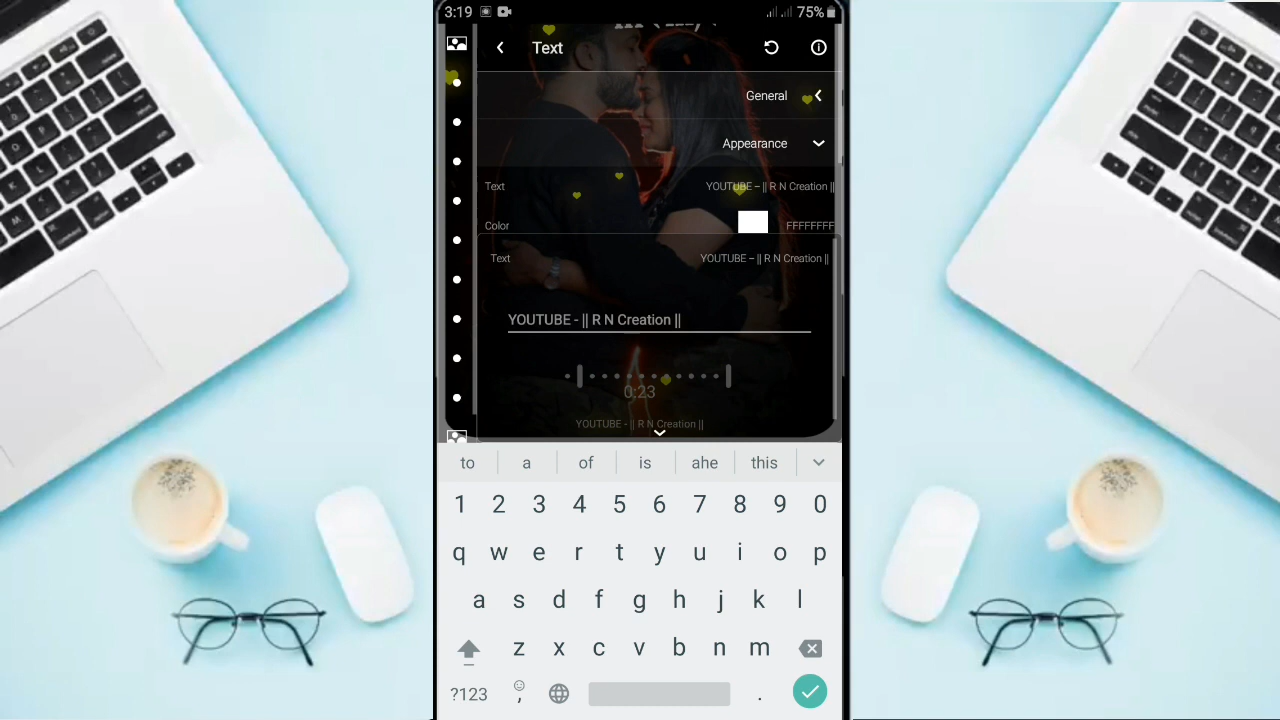 3:19 75%
Text
General
Appearance
Text YOUTUBE – || R N Creation ||
Color FFFFFFFF
Text YOUTUBE – || R N Creation ||
YOUTUBE - || R N Creation ||
0:23
YOUTUBE - || R N Creation ||
to a of is ahe this
1 2 3 4 5 6 7 8 9 0
q w e r t y u i o p
a s d f g h j k l
z x c v b n m
?123 , .